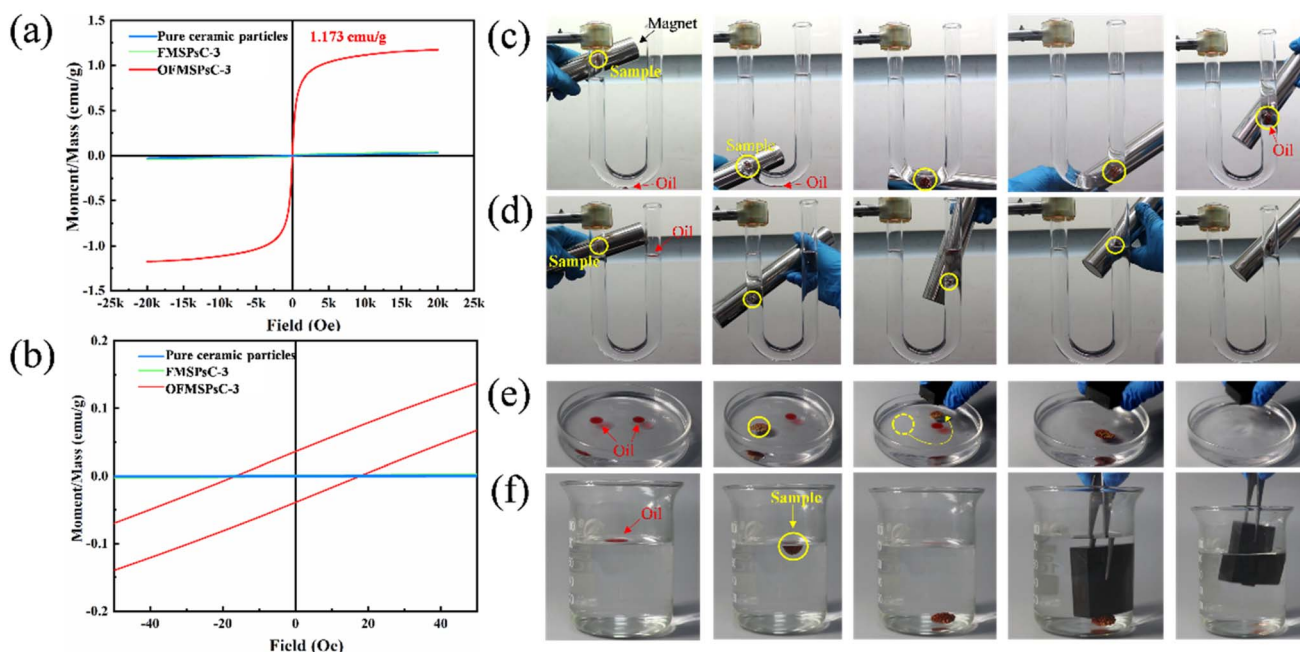 (a)
1.5
1.0
0.5
0.0
-0.5
-1.0
-1.5
Moment/Mass (emu/g)
Pure ceramic particles
FMSPsC-3
OFMSPsC-3
1.173 emu/g
-25k -20k -15k -10k -5k 0 5k 10k 15k 20k 25k
Field (Oe)
(b)
0.2
0.1
0.0
-0.1
-0.2
Moment/Mass (emu/g)
Pure ceramic particles
FMSPsC-3
OFMSPsC-3
-40 -20 0 20 40
Field (Oe)
(c)
Magnet
Sample
Sample
Oil
Oil
Oil
(d)
Sample
Oil
(e)
Oil
(f)
Oil
Sample